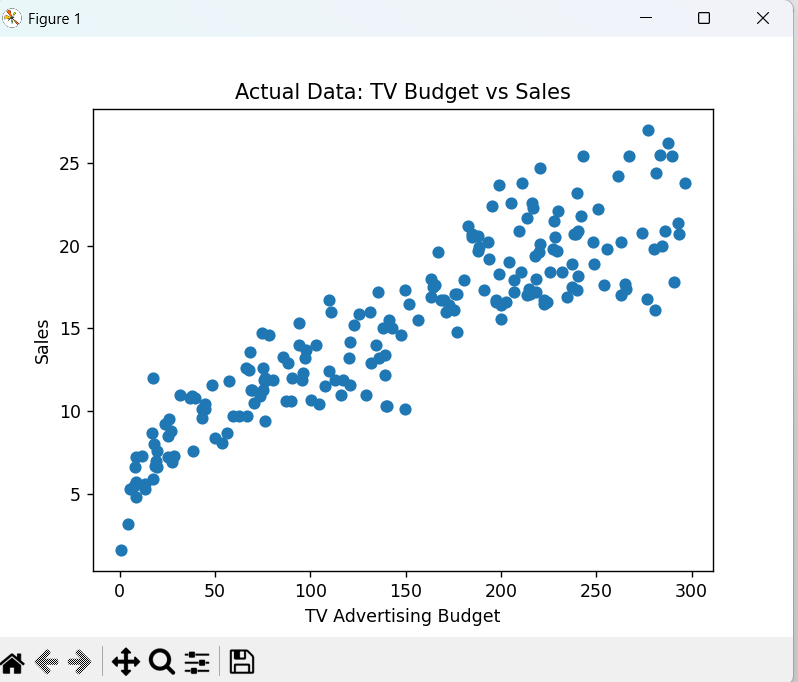 Figure 1
Actual Data: TV Budget vs Sales
25
20
15
10
5
Sales
0 50 100 150 200 250 300
TV Advertising Budget